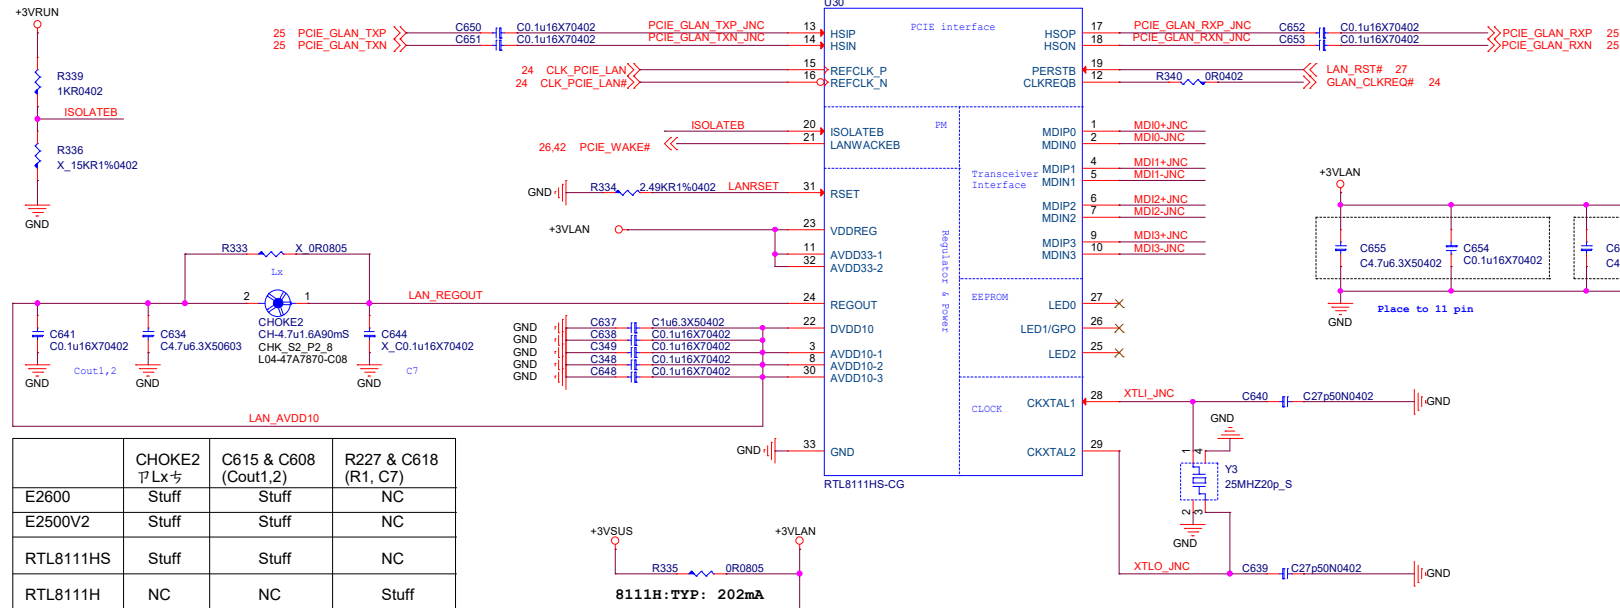 +3VRUN
R339
1KR0402
ISOLATEB
R336
X_15KR1%0402
GND
25 PCIE_GLAN_TXP
25 PCIE_GLAN_TXN
C650 C0.1u16X70402
C651 C0.1u16X70402
PCIE_GLAN_TXP_JNC
PCIE_GLAN_TXN_JNC
24 CLK_PCIE_LAN
24 CLK_PCIE_LAN#
ISOLATEB
26,42 PCIE_WAKE#
GND R334 2.49KR1%0402 LANRSET
+3VLAN
U30
PCIE interface
13 HSIP
14 HSIN
15 REFCLK_P
16 REFCLK_N
20 ISOLATEB
21 LANWACKEB
31 RSET
23 VDDREG
11 AVDD33-1
32 AVDD33-2
24 REGOUT
22 DVDD10
3 AVDD10-1
8 AVDD10-2
30 AVDD10-3
33 GND
PM
Transceiver
Interface
Regulator & Power
EEPROM
CLOCK
HSOP 17
HSON 18
PERSTB 19
CLKREQB 12
MDIP0 1
MDIN0 2
MDIP1 4
MDIN1 5
MDIP2 6
MDIN2 7
MDIP3 9
MDIN3 10
LED0 27
LED1/GPO 26
LED2 25
CKXTAL1 28
CKXTAL2 29
RTL8111HS-CG
PCIE_GLAN_RXP_JNC
PCIE_GLAN_RXN_JNC
C652 C0.1u16X70402
C653 C0.1u16X70402
PCIE_GLAN_RXP 25
PCIE_GLAN_RXN 25
LAN_RST# 27
R340 0R0402
GLAN_CLKREQ# 24
MDI0+JNC
MDI0-JNC
MDI1+JNC
MDI1-JNC
MDI2+JNC
MDI2-JNC
MDI3+JNC
MDI3-JNC
+3VLAN
C655
C4.7u6.3X50402
C654
C0.1u16X70402
C6
C4
GND
Place to 11 pin
R333 X_0R0805
Lx
2 1
CHOKE2
CH-4.7u1.6A90mS
CHK_S2_P2_8
L04-47A7870-C08
LAN_REGOUT
C641
C0.1u16X70402
GND
C634
C4.7u6.3X50603
GND
Cout1,2
C644
X_C0.1u16X70402
GND
C7
GND C637 C1u6.3X50402
GND C638 C0.1u16X70402
GND C349 C0.1u16X70402
GND C348 C0.1u16X70402
GND C648 C0.1u16X70402
LAN_AVDD10
GND
XTLI_JNC
C640 C27p50N0402
GND
GND
1 4
Y3
25MHZ20p_S
2 3
GND
XTLO_JNC
C639 C27p50N0402
GND
CHOKE2 C615 & C608 R227 & C618
ㄗLxㄘ (Cout1,2) (R1, C7)
E2600 Stuff Stuff NC
E2500V2 Stuff Stuff NC
RTL8111HS Stuff Stuff NC
RTL8111H NC NC Stuff
+3VSUS +3VLAN
R335 0R0805
8111H:TYP: 202mA